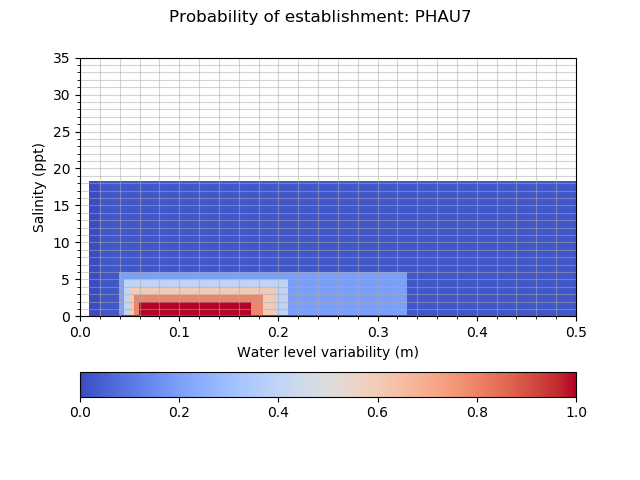 Probability of establishment: PHAU7
35
30
25
20
15
10
5
0
Salinity (ppt)
0.0 0.1 0.2 0.3 0.4 0.5
Water level variability (m)
0.0 0.2 0.4 0.6 0.8 1.0